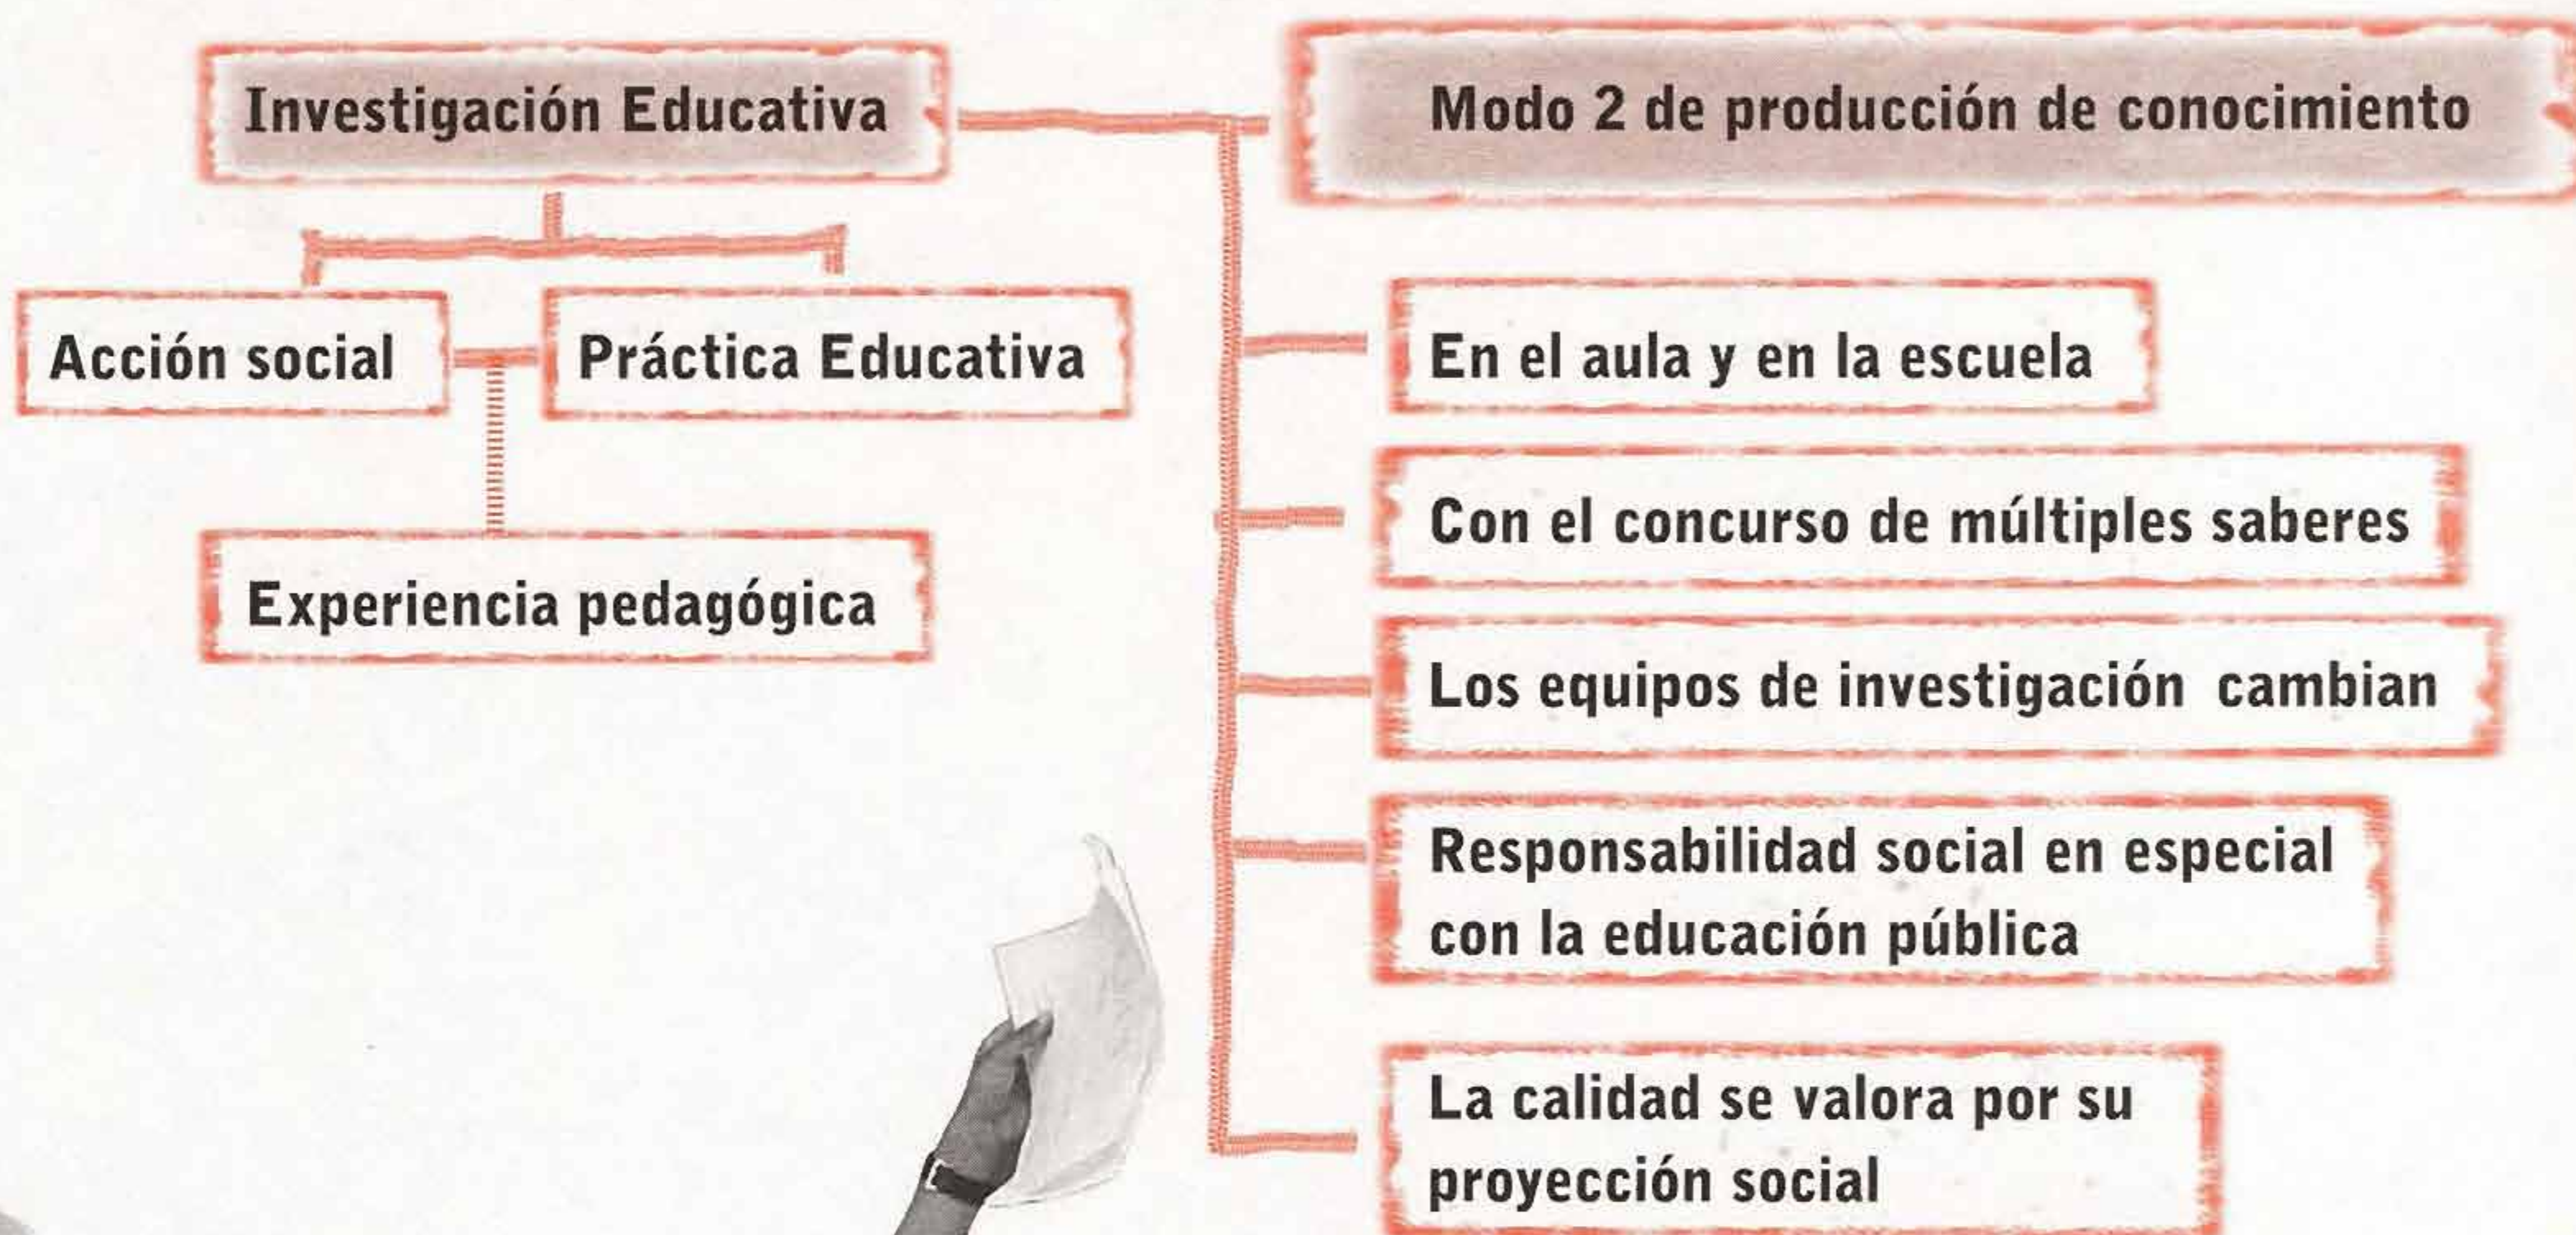 Investigación Educativa
Modo 2 de producción de conocimiento
Acción social
Práctica Educativa
Experiencia pedagógica
En el aula y en la escuela
Con el concurso de múltiples saberes
Los equipos de investigación cambian
Responsabilidad social en especial
con la educación pública
La calidad se valora por su
proyección social